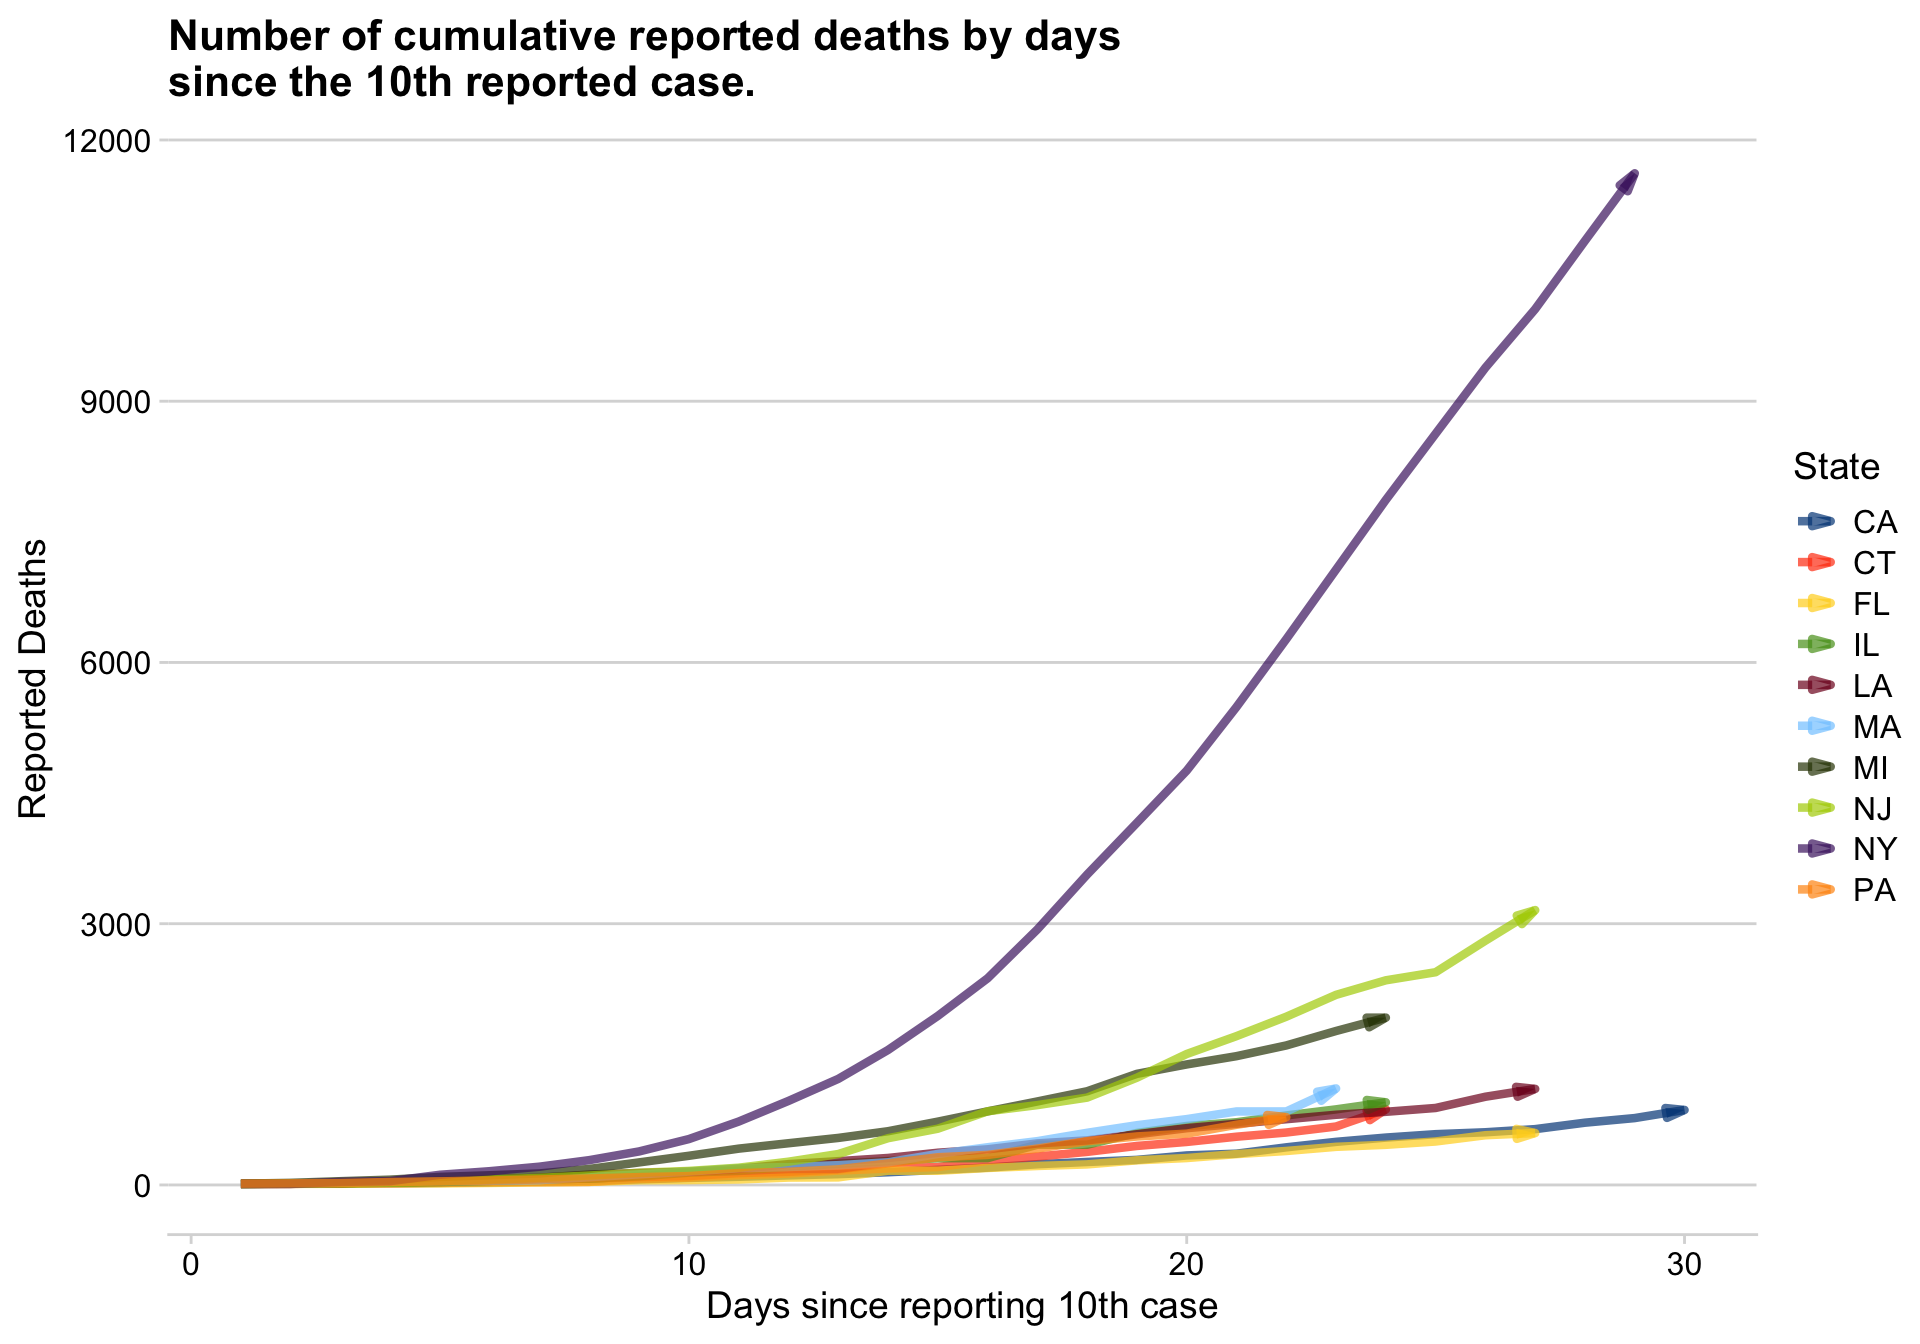 Number of cumulative reported deaths by days
since the 10th reported case.
12000
9000
6000
3000
0
Reported Deaths
0 10 20 30
Days since reporting 10th case
State
CA
CT
FL
IL
LA
MA
MI
NJ
NY
PA